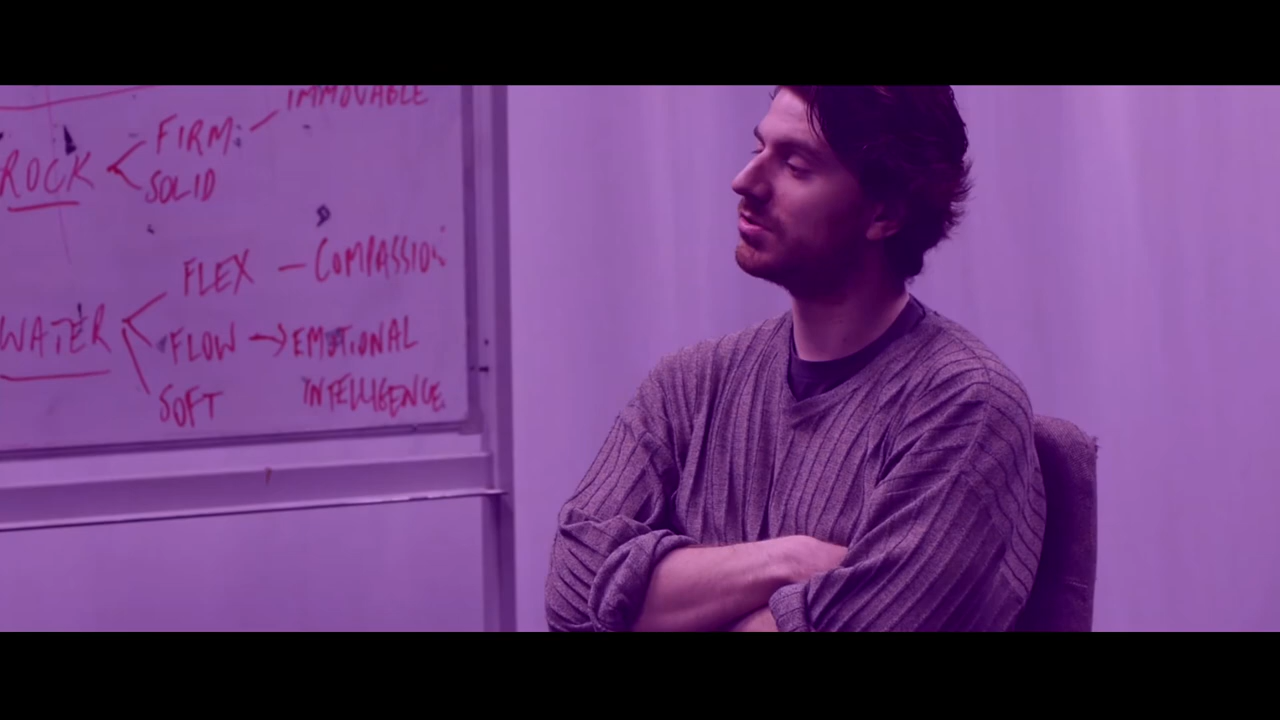 IMMOVABLE
FIRM
ROCK
SOLID
FLEX — COMPASSION
WATER
FLOW → EMOTIONAL
SOFT INTELLIGENCE